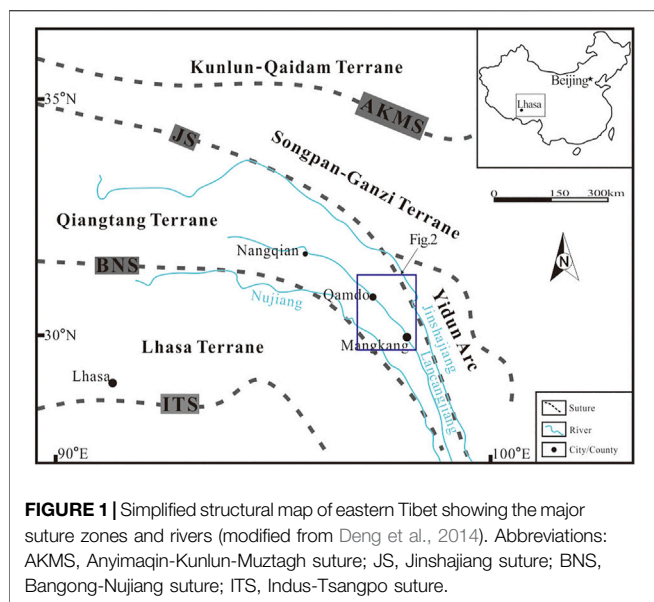 Kunlun-Qaidam Terrane
Beijing
35°N
Lhasa
AKMS
JS
Songpan-Ganzi Terrane
0 150 300km
Qiangtang Terrane
Fig.2
Nangqian
N
BNS
Qamdo
Nujiang
Yidun Arc
Jinshajiang
30°N
Mangkang
Lhasa Terrane
Lancangjiang
Lhasa
ITS
Suture
River
City/County
90°E
100°E
FIGURE 1 | Simplified structural map of eastern Tibet showing the major
suture zones and rivers (modified from Deng et al., 2014). Abbreviations:
AKMS, Anyimaqin-Kunlun-Muztagh suture; JS, Jinshajiang suture; BNS,
Bangong-Nujiang suture; ITS, Indus-Tsangpo suture.